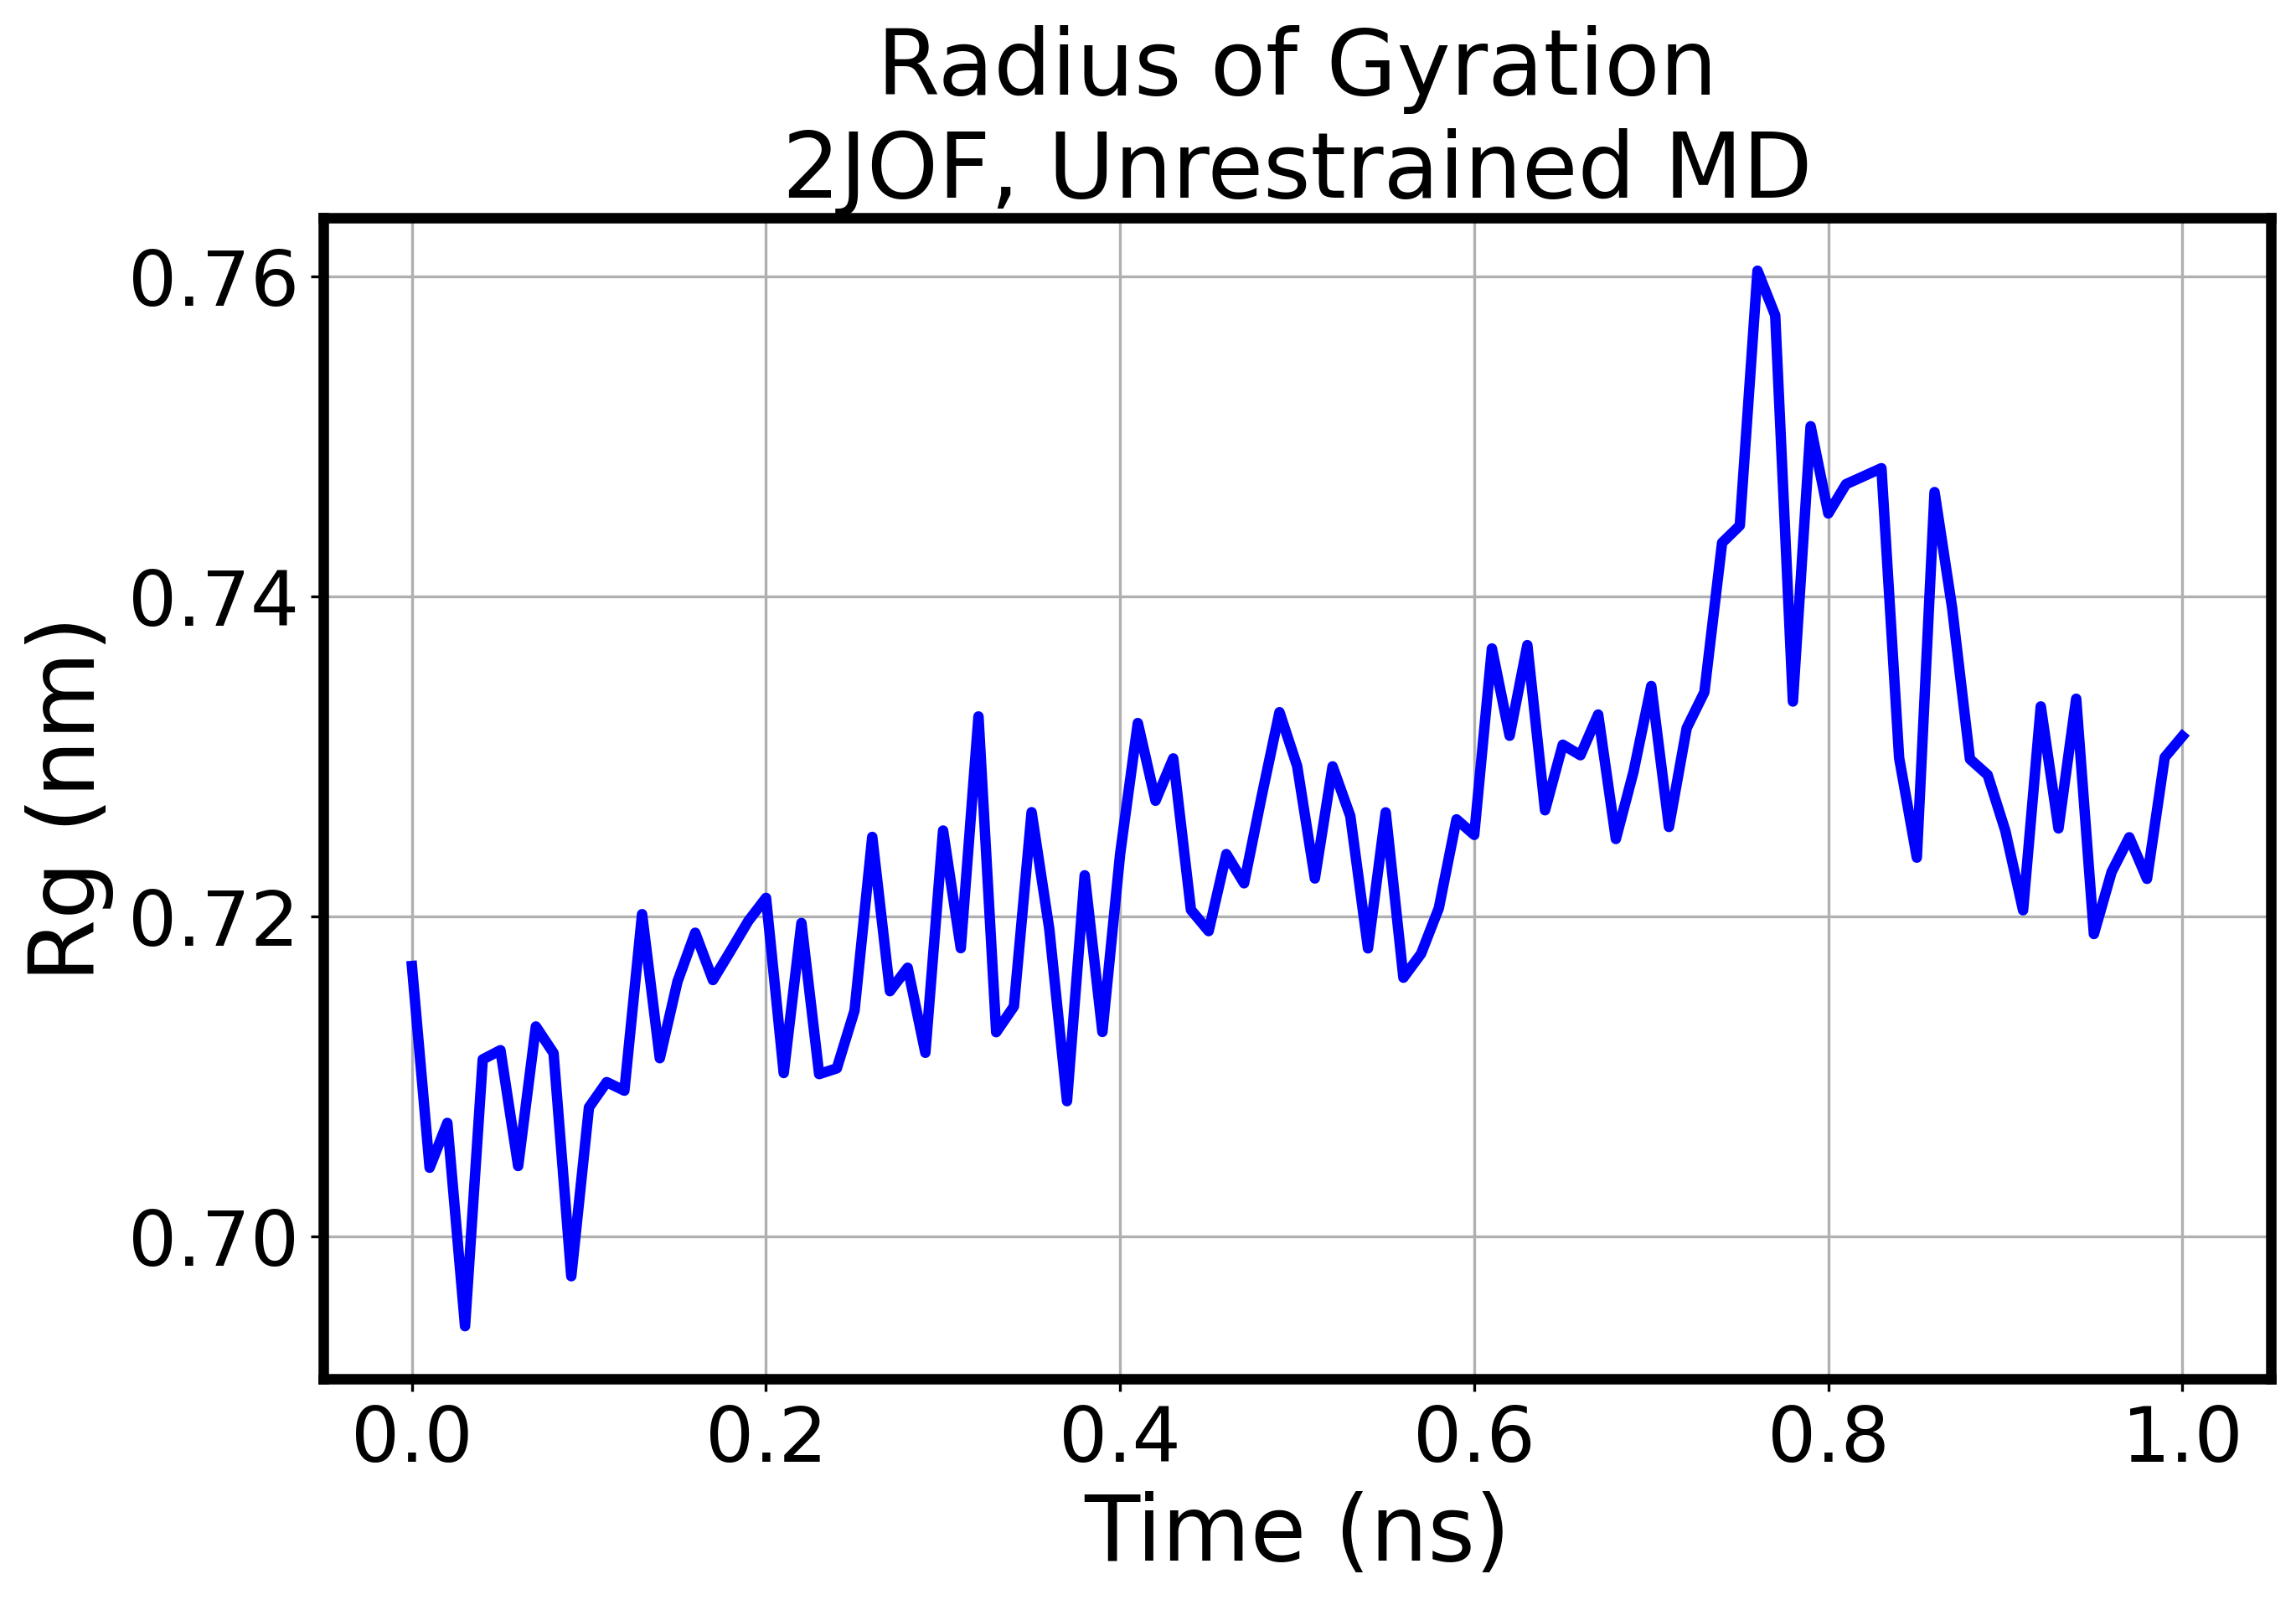 Radius of Gyration
2JOF, Unrestrained MD
Rg (nm)
0.76
0.74
0.72
0.70
0.0 0.2 0.4 0.6 0.8 1.0
Time (ns)